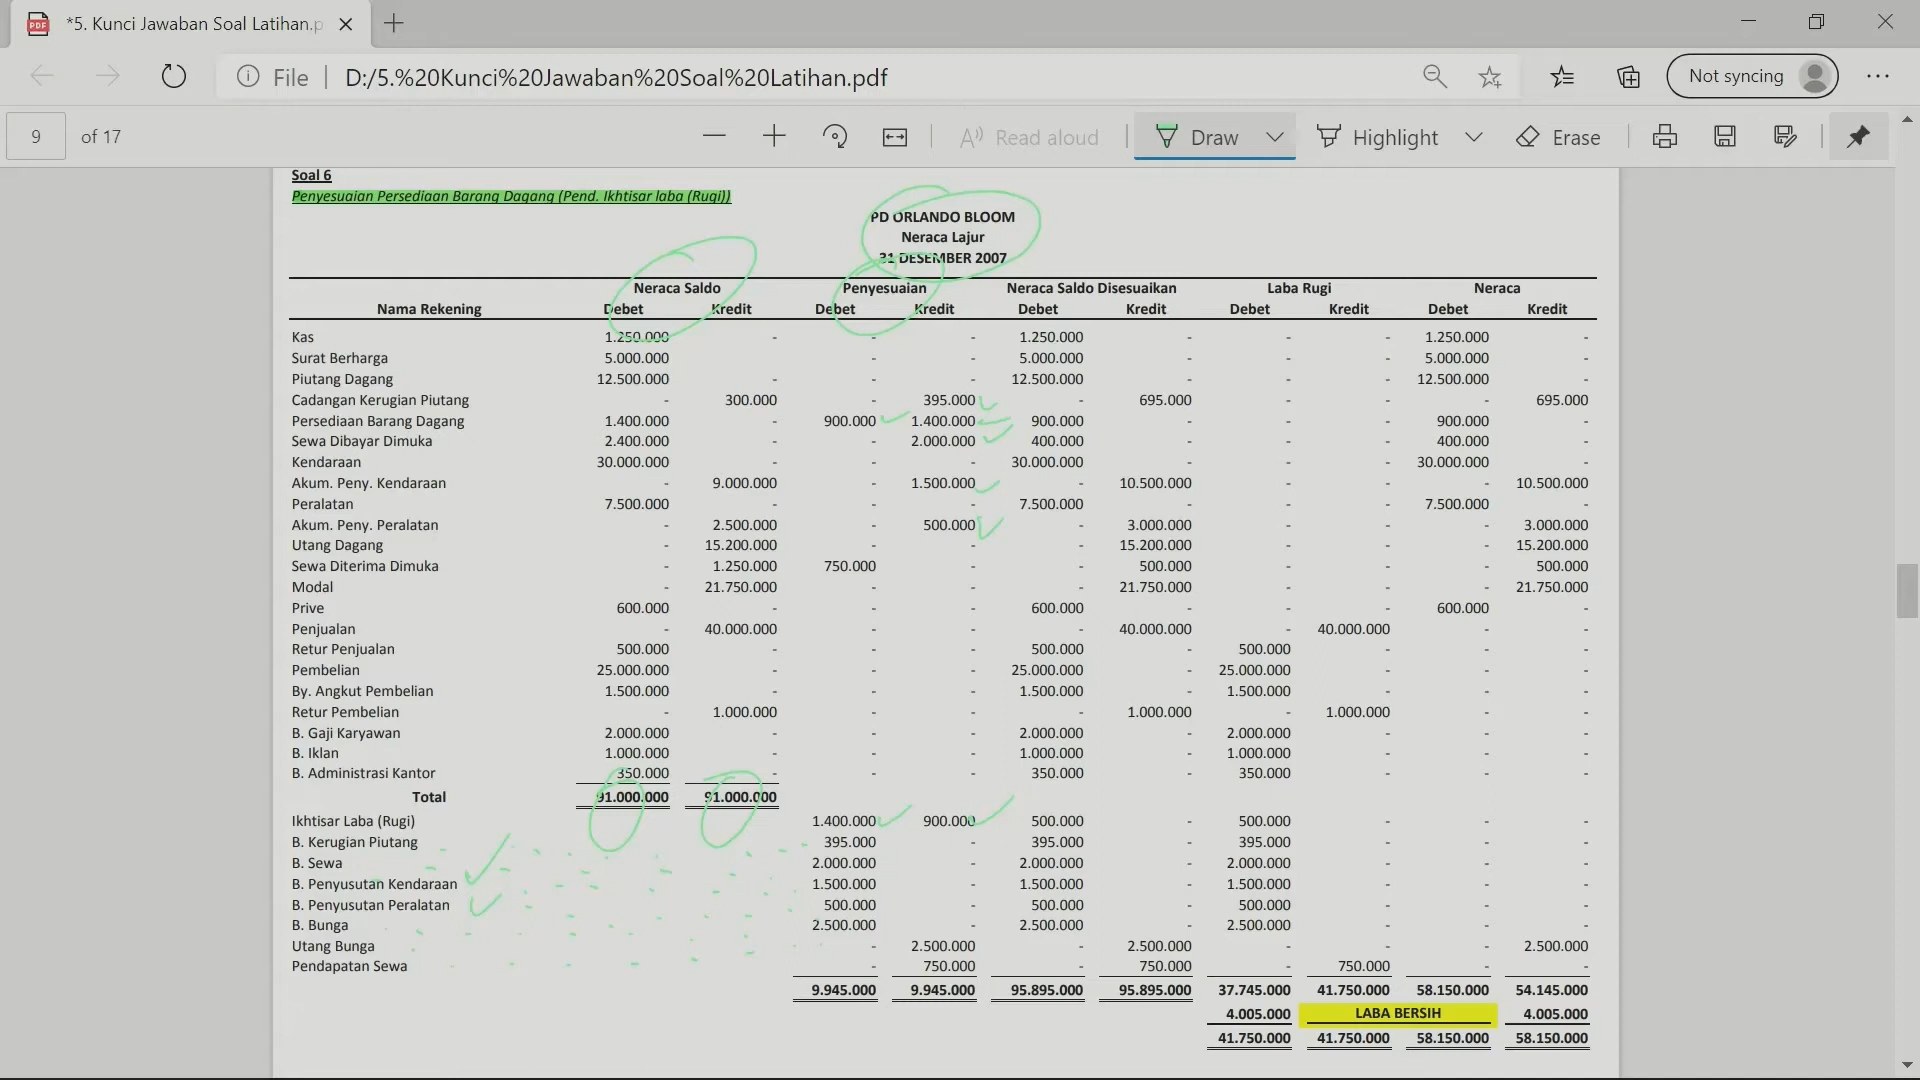 *5. Kunci Jawaban Soal Latihan.p
File D:/5.%20Kunci%20Jawaban%20Soal%20Latihan.pdf Not syncing
9 of 17 Read aloud Draw Highlight Erase
Soal 6
Penyesuaian Persediaan Barang Dagang (Pend. Ikhtisar laba (Rugi))
PD ORLANDO BLOOM
Neraca Lajur
31 DESEMBER 2007
Neraca Saldo Penyesuaian Neraca Saldo Disesuaikan Laba Rugi Neraca
Nama Rekening Debet Kredit Debet Kredit Debet Kredit Debet Kredit Debet Kredit
Kas 1.250.000 - - - 1.250.000 - - - 1.250.000 -
Surat Berharga 5.000.000 5.000.000 - - - 5.000.000 -
Piutang Dagang 12.500.000 - - - 12.500.000 - - - 12.500.000 -
Cadangan Kerugian Piutang - 300.000 - 395.000 - 695.000 - - - 695.000
Persediaan Barang Dagang 1.400.000 - 900.000 1.400.000 900.000 - - - 900.000 -
Sewa Dibayar Dimuka 2.400.000 - - 2.000.000 400.000 - - - 400.000 -
Kendaraan 30.000.000 - - - 30.000.000 - - - 30.000.000 -
Akum. Peny. Kendaraan - 9.000.000 - 1.500.000 - 10.500.000 - - - 10.500.000
Peralatan 7.500.000 - - - 7.500.000 - - - 7.500.000 -
Akum. Peny. Peralatan - 2.500.000 - 500.000 - 3.000.000 - - - 3.000.000
Utang Dagang - 15.200.000 - - - 15.200.000 - - - 15.200.000
Sewa Diterima Dimuka - 1.250.000 750.000 - - 500.000 - - - 500.000
Modal - 21.750.000 - - - 21.750.000 - - - 21.750.000
Prive 600.000 - - - 600.000 - - - 600.000 -
Penjualan - 40.000.000 - - - 40.000.000 - 40.000.000 - -
Retur Penjualan 500.000 - - - 500.000 - 500.000 - - -
Pembelian 25.000.000 - - - 25.000.000 - 25.000.000 - - -
By. Angkut Pembelian 1.500.000 - - - 1.500.000 - 1.500.000 - - -
Retur Pembelian - 1.000.000 - - - 1.000.000 - 1.000.000 - -
B. Gaji Karyawan 2.000.000 - - - 2.000.000 - 2.000.000 - - -
B. Iklan 1.000.000 - - - 1.000.000 - 1.000.000 - - -
B. Administrasi Kantor 350.000 - - - 350.000 - 350.000 - - -
Total 91.000.000 91.000.000
Ikhtisar Laba (Rugi) 1.400.000 900.000 500.000 - 500.000 - - -
B. Kerugian Piutang 395.000 - 395.000 - 395.000 - - -
B. Sewa 2.000.000 - 2.000.000 - 2.000.000 - - -
B. Penyusutan Kendaraan 1.500.000 - 1.500.000 - 1.500.000 - - -
B. Penyusutan Peralatan 500.000 - 500.000 - 500.000 - - -
B. Bunga 2.500.000 - 2.500.000 - 2.500.000 - - -
Utang Bunga - 2.500.000 - 2.500.000 - - - 2.500.000
Pendapatan Sewa - 750.000 - 750.000 - 750.000 - -
9.945.000 9.945.000 95.895.000 95.895.000 37.745.000 41.750.000 58.150.000 54.145.000
4.005.000 LABA BERSIH 4.005.000
41.750.000 41.750.000 58.150.000 58.150.000